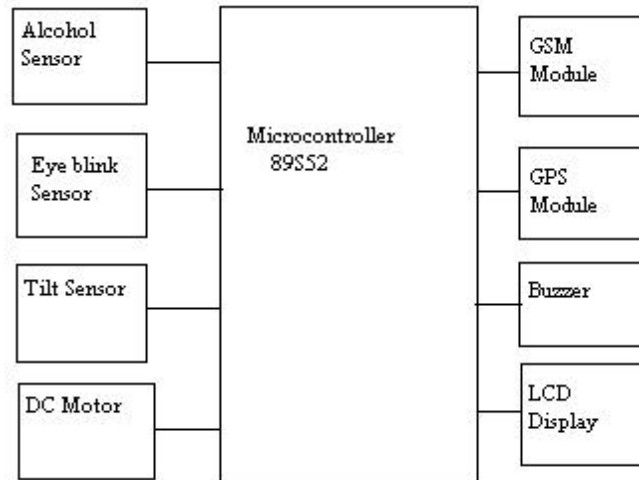 Alcohol
Sensor
Eye blink
Sensor
Tilt Sensor
DC Motor
Microcontroller
89S52
GSM
Module
GPS
Module
Buzzer
LCD
Display